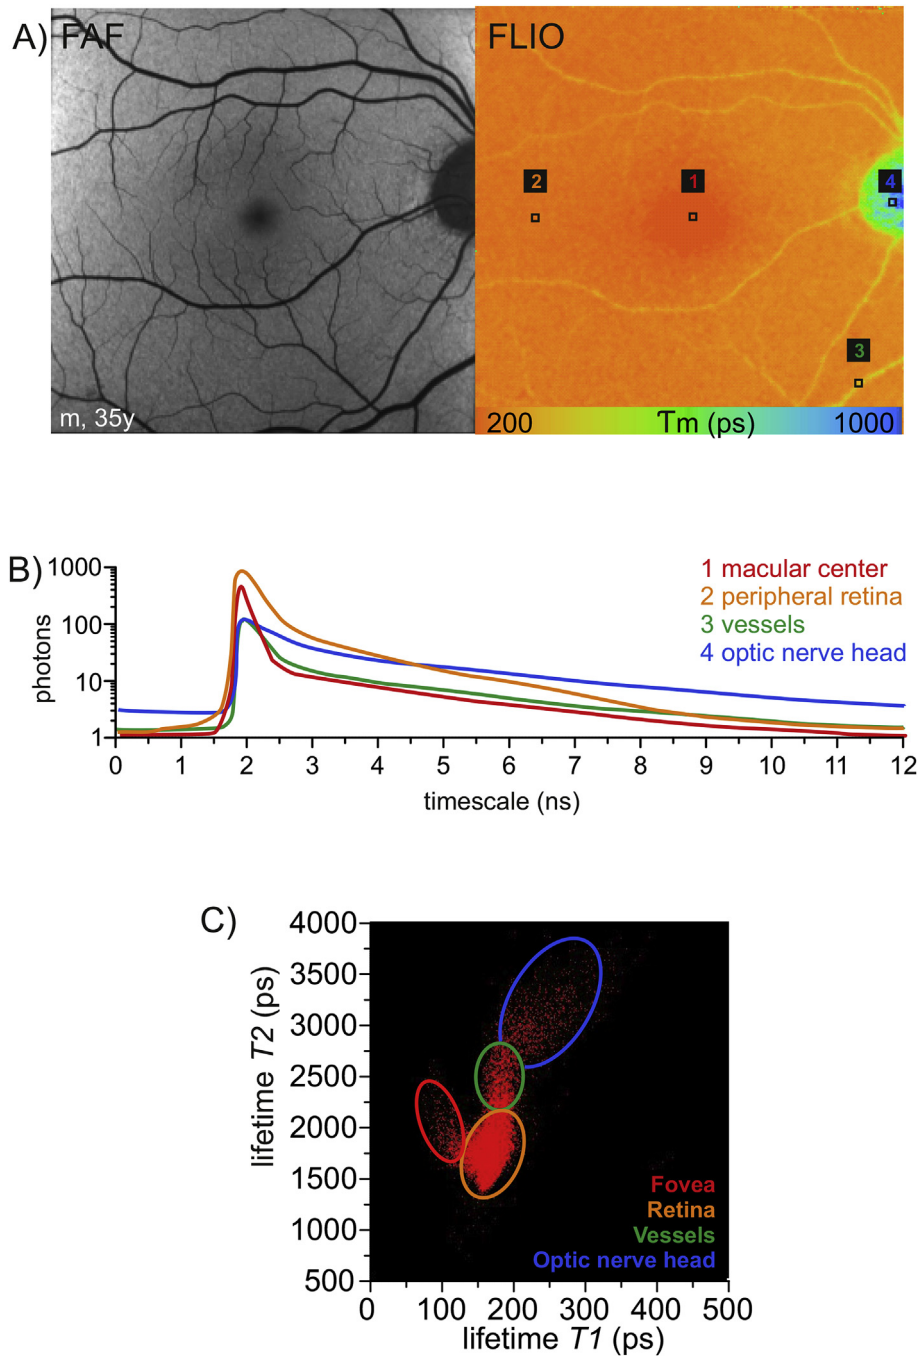 A) FAF FLIO
2 1 4
3
m, 35y 200 Tm (ps) 1000
B)
1000
100
10
1
photons
1 macular center
2 peripheral retina
3 vessels
4 optic nerve head
0 1 2 3 4 5 6 7 8 9 10 11 12
timescale (ns)
C)
4000
3500
3000
2500
2000
1500
1000
500
lifetime T2 (ps)
Fovea
Retina
Vessels
Optic nerve head
0 100 200 300 400 500
lifetime T1 (ps)